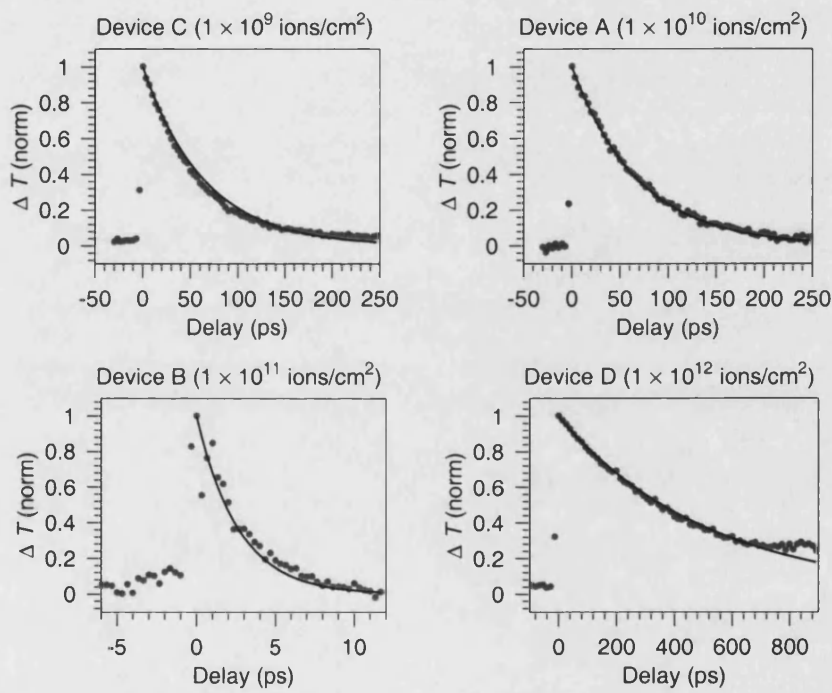 Device C (1 × 10⁹ ions/cm²)
Δ T (norm)
1
0.8
0.6
0.4
0.2
0
-50 0 50 100 150 200 250
Delay (ps)
Device A (1 × 10¹⁰ ions/cm²)
Δ T (norm)
1
0.8
0.6
0.4
0.2
0
-50 0 50 100 150 200 250
Delay (ps)
Device B (1 × 10¹¹ ions/cm²)
Δ T (norm)
1
0.8
0.6
0.4
0.2
0
-5 0 5 10
Delay (ps)
Device D (1 × 10¹² ions/cm²)
Δ T (norm)
1
0.8
0.6
0.4
0.2
0
0 200 400 600 800
Delay (ps)